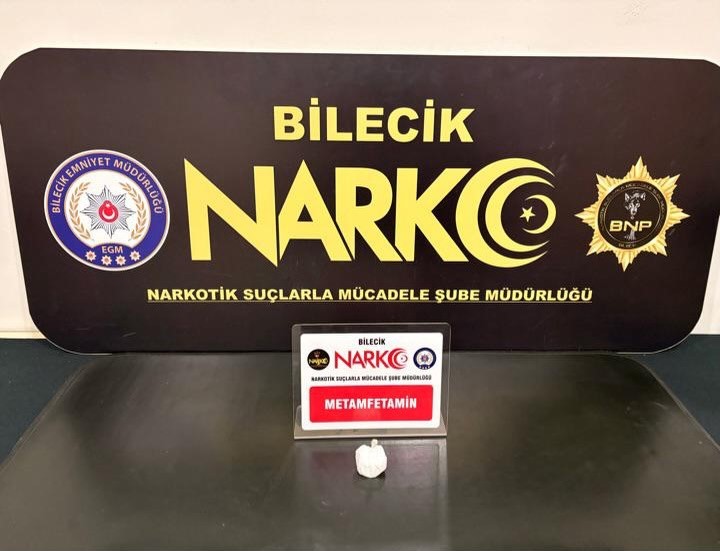 BİLECİK
NARKO
BİLECİK EMNİYET MÜDÜRLÜĞÜ
EGM
BNP
NARKOTİK SUÇLARLA MÜCADELE ŞUBE MÜDÜRLÜĞÜ
BİLECİK
NARKO
NARKOTİK SUÇLARLA MÜCADELE ŞUBE MÜDÜRLÜĞÜ
METAMFETAMİN